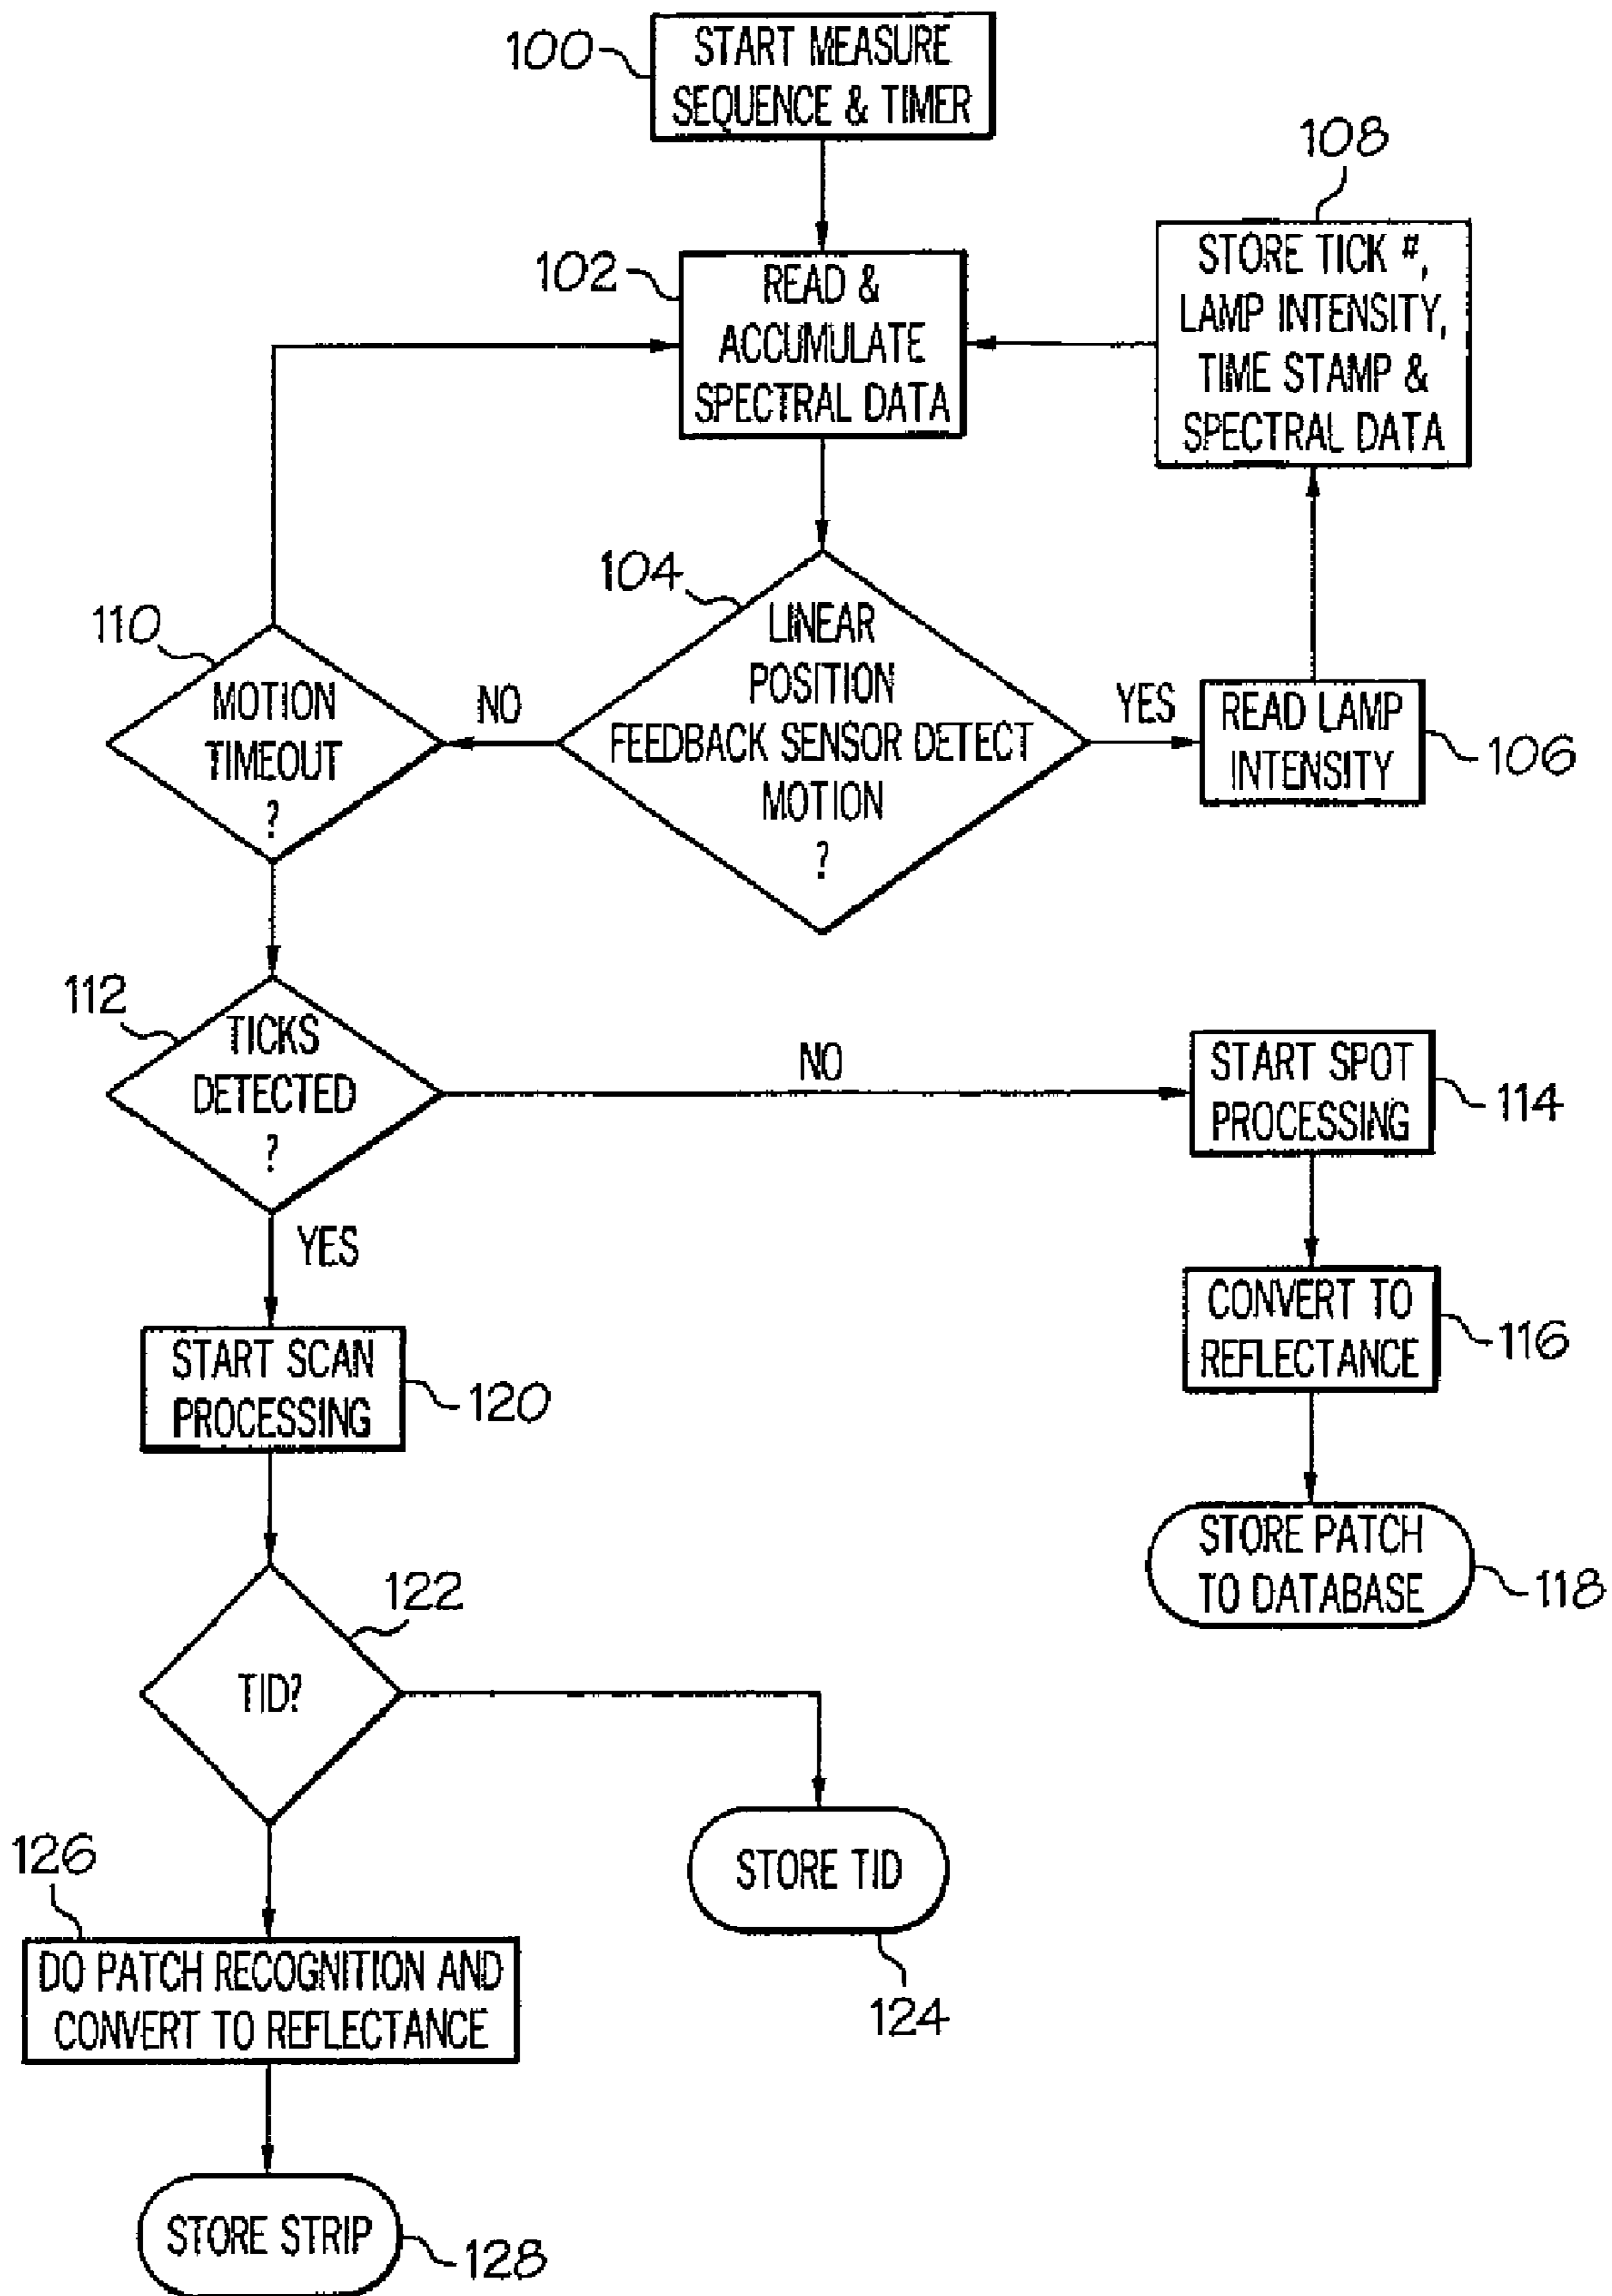 100
START MEASURE
SEQUENCE & TIMER
108
102
READ &
ACCUMULATE
SPECTRAL DATA
STORE TICK #,
LAMP INTENSITY,
TIME STAMP &
SPECTRAL DATA
104
LINEAR
POSITION
FEEDBACK SENSOR DETECT
MOTION
?
110
MOTION
TIMEOUT
?
NO
YES
READ LAMP
INTENSITY
106
112
TICKS
DETECTED
?
NO
START SPOT
PROCESSING
114
YES
CONVERT TO
REFLECTANCE
116
START SCAN
PROCESSING
120
STORE PATCH
TO DATABASE
118
122
TID?
STORE TID
124
126
DO PATCH RECOGNITION AND
CONVERT TO REFLECTANCE
STORE STRIP
128